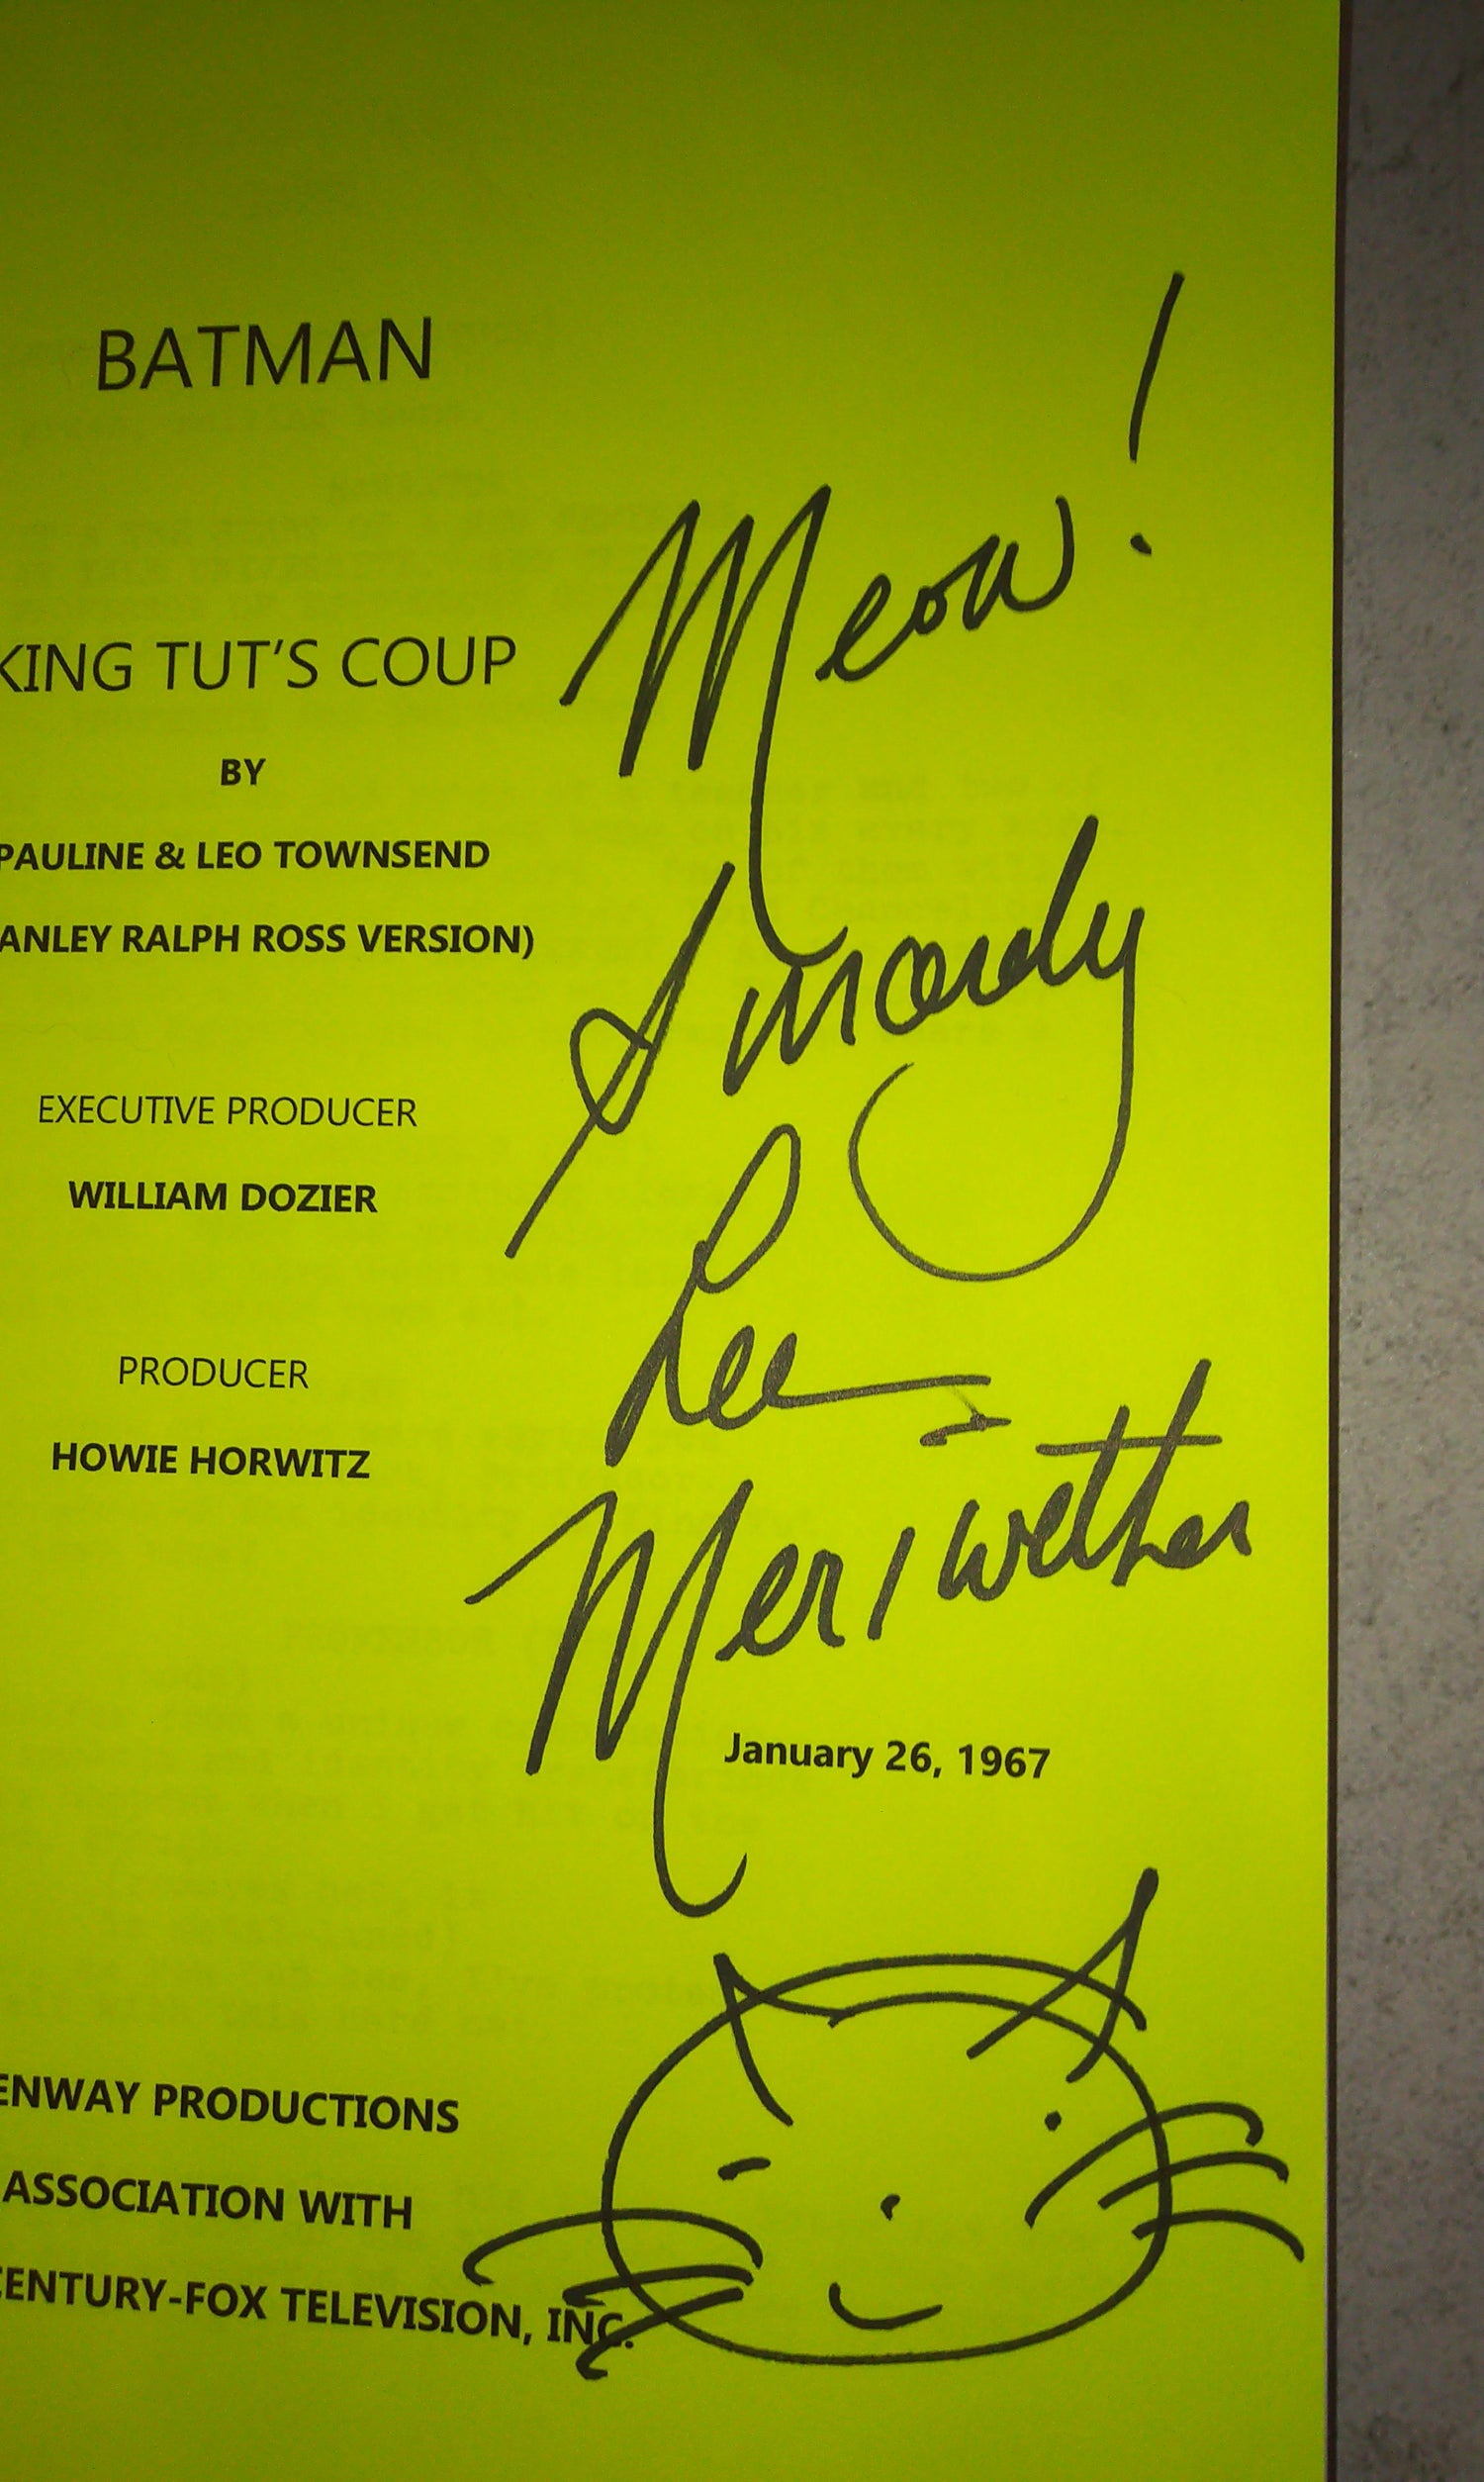 BATMAN
Meow!
KING TUT'S COUP
BY
PAULINE & LEO TOWNSEND
ANLEY RALPH ROSS VERSION)
EXECUTIVE PRODUCER
WILLIAM DOZIER
Lee
PRODUCER
HOWIE HORWITZ
Meriwether
January 26, 1967
ENWAY PRODUCTIONS
ASSOCIATION WITH
CENTURY-FOX TELEVISION, INC.